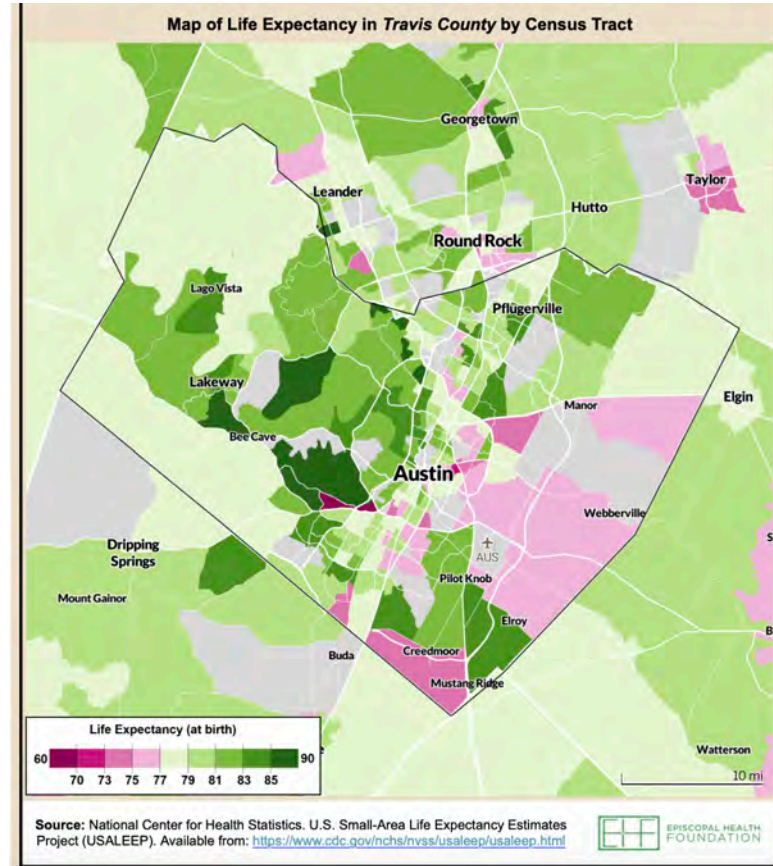 Map of Life Expectancy in Travis County by Census Tract
Georgetown
Leander
Taylor
Hutto
Round Rock
Lago Vista
Pflugerville
Lakeway
Elgin
Manor
Bee Cave
Austin
Webberville
Dripping
Springs
AUS
Pilot Knob
Mount Gainor
Elroy
Creedmoor
Buda
Mustang Ridge
Watterson
Life Expectancy (at birth)
60 90
70 73 75 77 79 81 83 85
10 mi
Source: National Center for Health Statistics. U.S. Small-Area Life Expectancy Estimates
Project (USALEEP). Available from: https://www.cdc.gov/nchs/nvss/usaleep/usaleep.html
EHF EPISCOPAL HEALTH
FOUNDATION